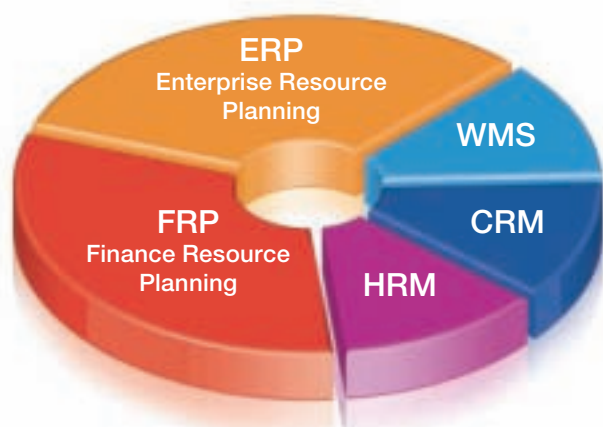 ERP
Enterprise Resource
Planning
WMS
CRM
HRM
FRP
Finance Resource
Planning